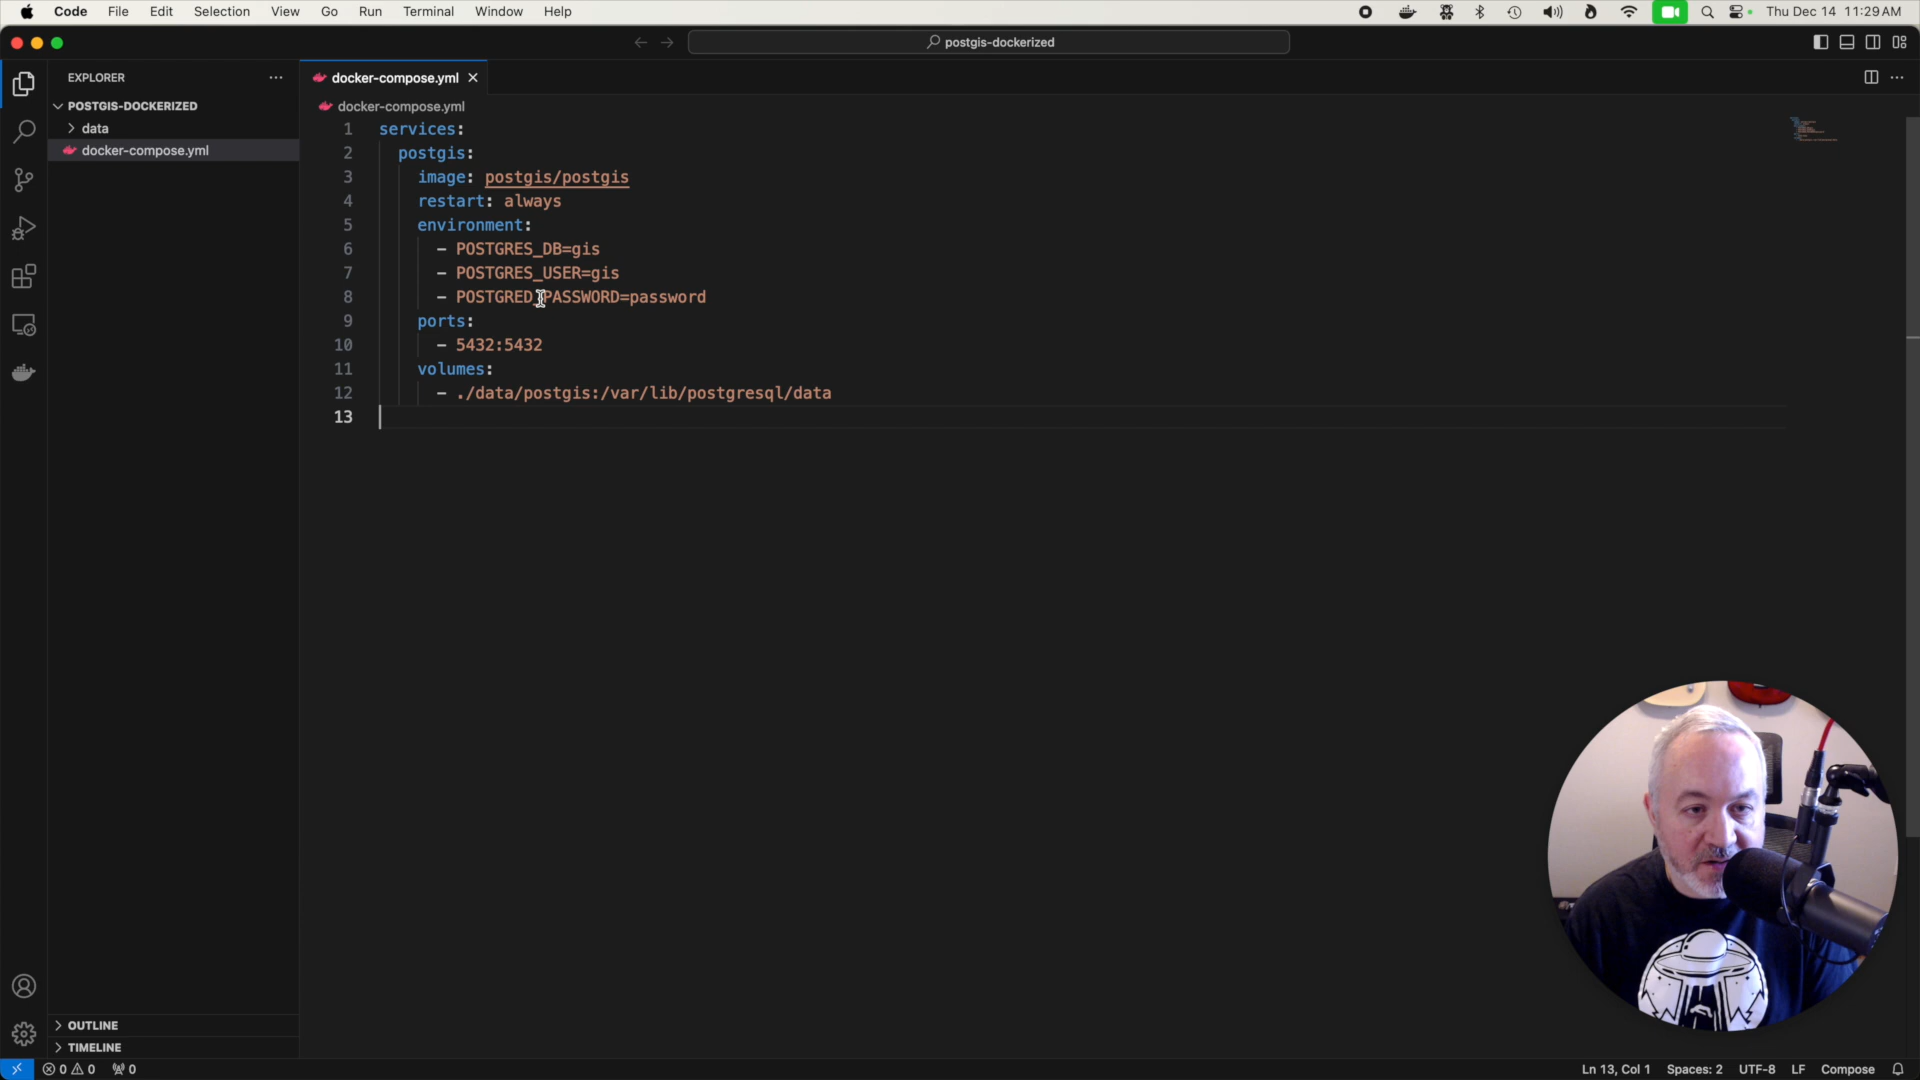 Code File Edit Selection View Go Run Terminal Window Help Thu Dec 14 11:29 AM
postgis-dockerized
EXPLORER
docker-compose.yml
POSTGIS-DOCKERIZED
data
docker-compose.yml
docker-compose.yml
1 services:
2 postgis:
3 image: postgis/postgis
4 restart: always
5 environment:
6 - POSTGRES_DB=gis
7 - POSTGRES_USER=gis
8 - POSTGRED_PASSWORD=password
9 ports:
10 - 5432:5432
11 volumes:
12 - ./data/postgis:/var/lib/postgresql/data
13
OUTLINE
TIMELINE
0 0 0 Ln 13, Col 1 Spaces: 2 UTF-8 LF Compose